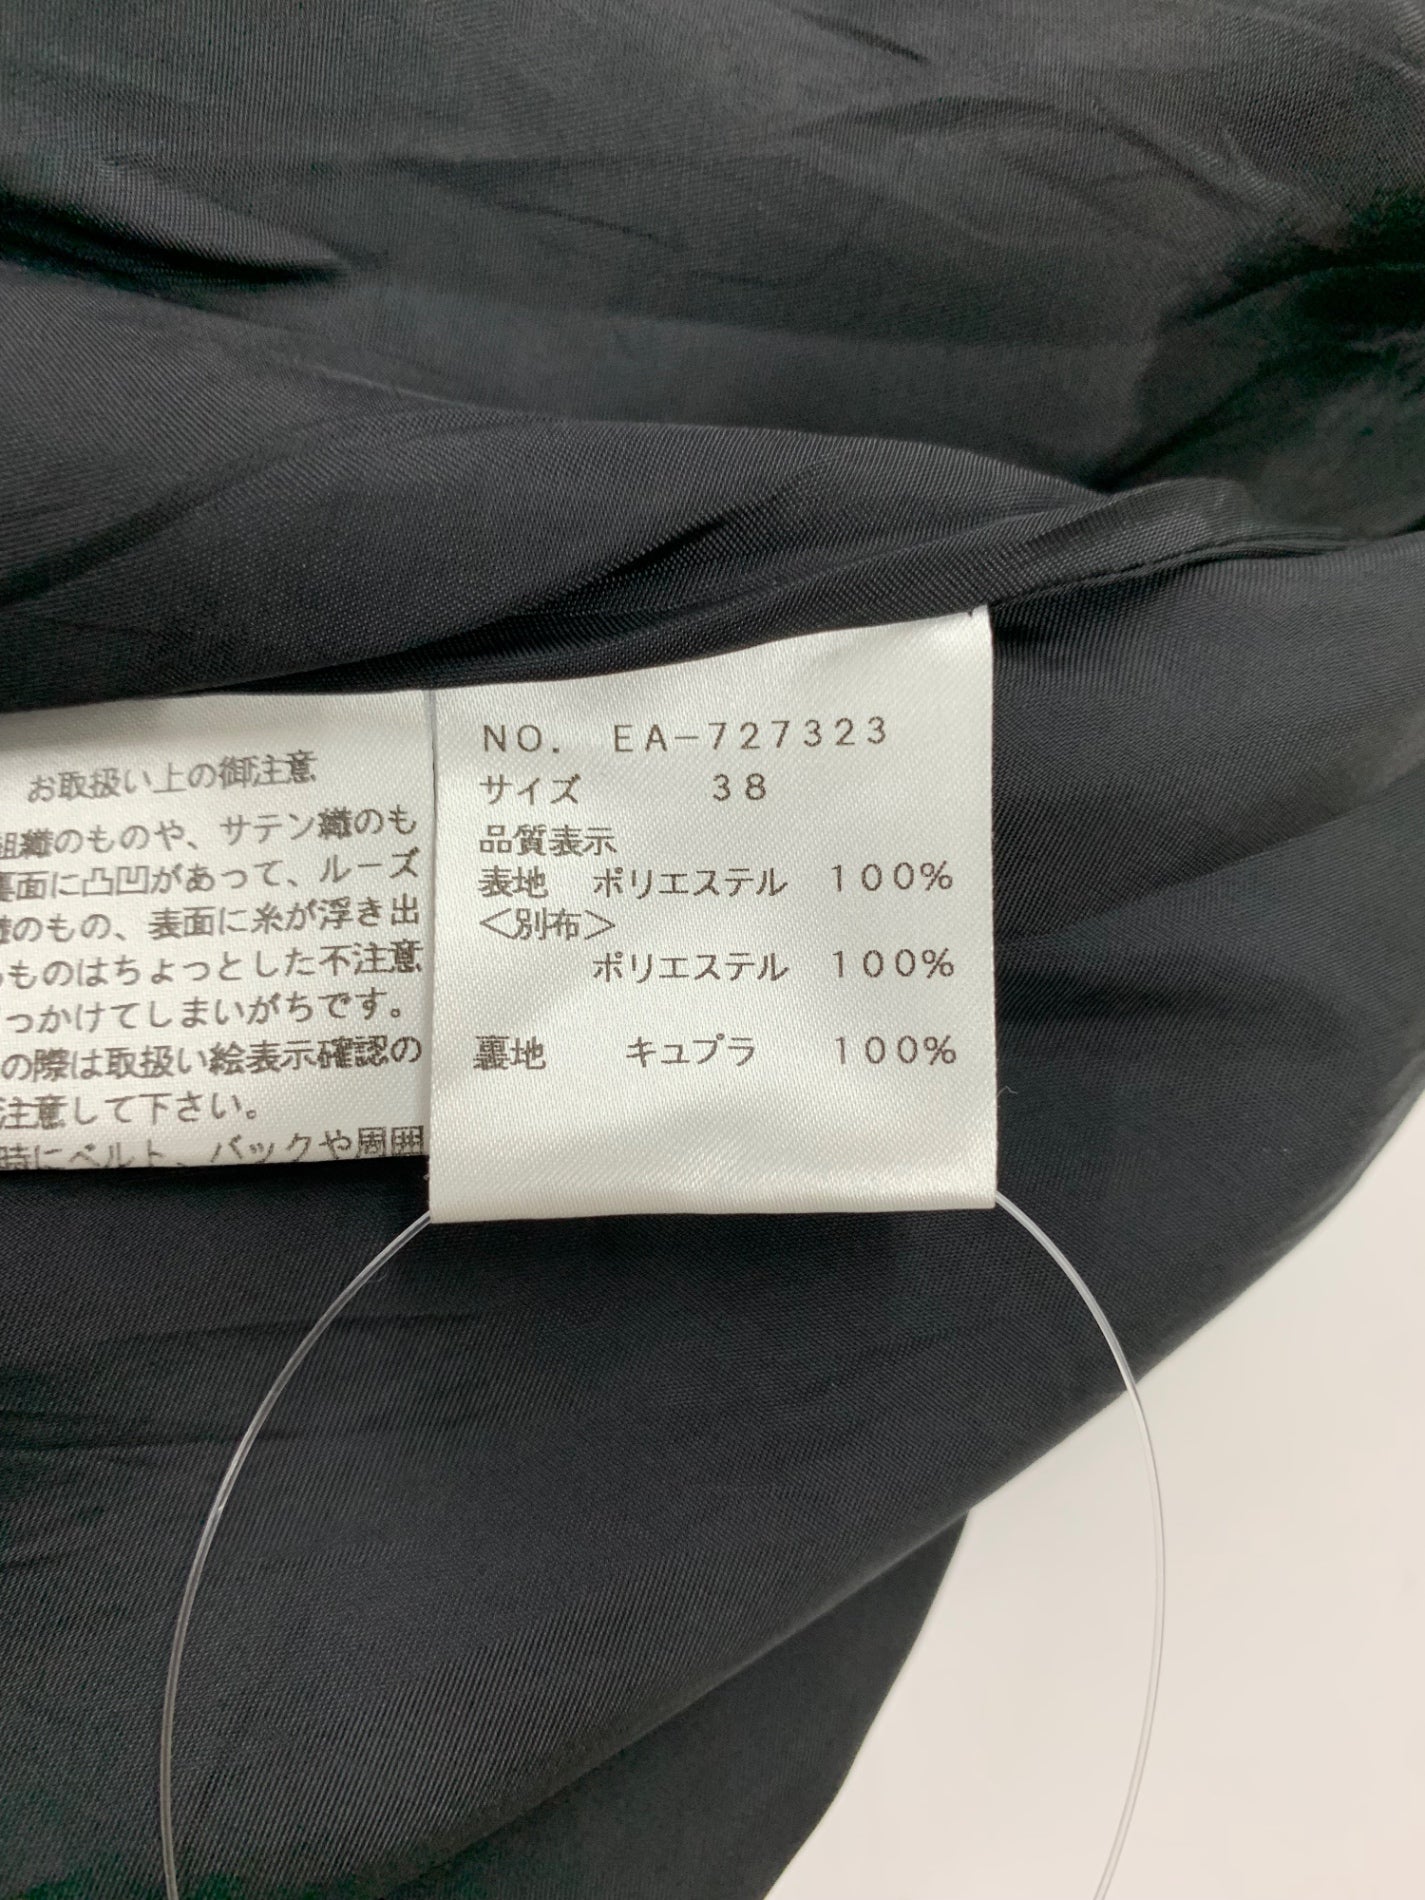 お取扱い上の御注意
組織のものや、サテン織のも
裏面に凸凹があって、ルーズ
織のもの、表面に糸が浮き出
ものはちょっとした不注意
っかけてしまいがちです。
の際は取扱い絵表示確認の
注意して下さい。
時にベルト、バックや周囲
NO. EA-727323
サイズ 38
品質表示
表地 ポリエステル 100%
<別布>
ポリエステル 100%
裏地 キュプラ 100%